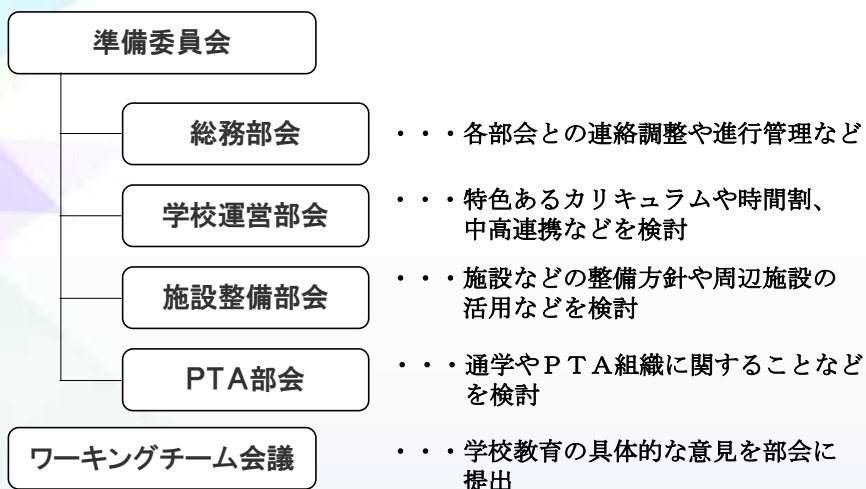 準備委員会
総務部会
・・・各部会との連絡調整や進行管理など
学校運営部会
・・・特色あるカリキュラムや時間割、
中高連携などを検討
施設整備部会
・・・施設などの整備方針や周辺施設の
活用などを検討
PTA部会
・・・通学やＰＴＡ組織に関することなど
を検討
ワーキングチーム会議
・・・学校教育の具体的な意見を部会に
提出